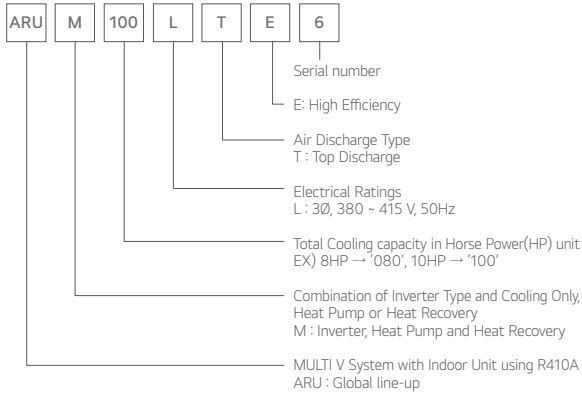 ARU M 100 L T E 6
Serial number
E: High Efficiency
Air Discharge Type
T : Top Discharge
Electrical Ratings
L : 3Ø, 380 ~ 415 V, 50Hz
Total Cooling capacity in Horse Power(HP) unit
EX) 8HP → ‘080’, 10HP → ‘100’
Combination of Inverter Type and Cooling Only,
Heat Pump or Heat Recovery
M : Inverter, Heat Pump and Heat Recovery
MULTI V System with Indoor Unit using R410A
ARU : Global line-up